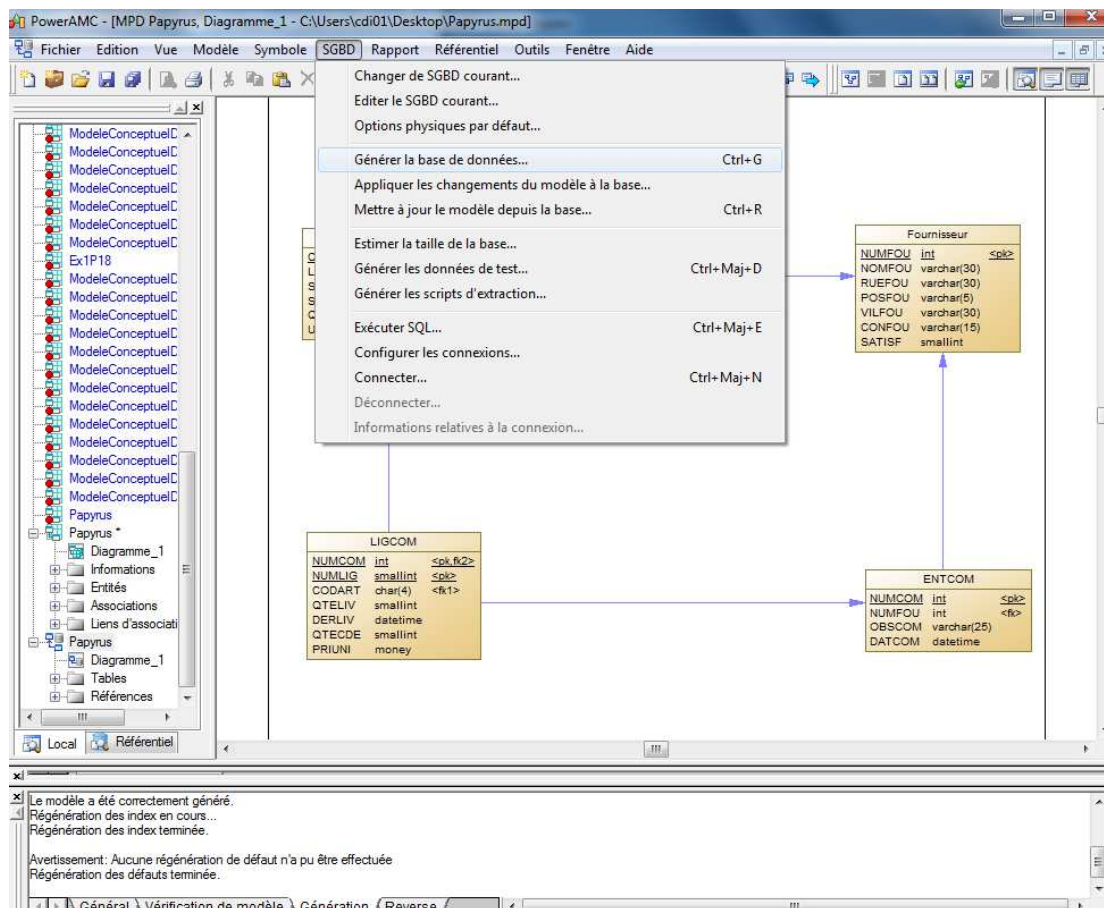 PowerAMC - [MPD Papyrus, Diagramme_1 - C:\Users\cdi01\Desktop\Papyrus.mpd]
Fichier Edition Vue Modèle Symbole SGBD Rapport Référentiel Outils Fenêtre Aide
Changer de SGBD courant...
Editer le SGBD courant...
Options physiques par défaut...
Générer la base de données... Ctrl+G
Appliquer les changements du modèle à la base...
Mettre à jour le modèle depuis la base... Ctrl+R
Estimer la taille de la base...
Générer les données de test... Ctrl+Maj+D
Générer les scripts d'extraction...
Exécuter SQL... Ctrl+Maj+E
Configurer les connexions...
Connecter... Ctrl+Maj+N
Déconnecter...
Informations relatives à la connexion...
ModeleConceptuelD
ModeleConceptuelD
ModeleConceptuelD
ModeleConceptuelD
ModeleConceptuelD
ModeleConceptuelD
ModeleConceptuelD
Ex1P18
ModeleConceptuelD
ModeleConceptuelD
ModeleConceptuelD
ModeleConceptuelD
ModeleConceptuelD
ModeleConceptuelD
ModeleConceptuelD
ModeleConceptuelD
ModeleConceptuelD
ModeleConceptuelD
ModeleConceptuelD
ModeleConceptuelD
ModeleConceptuelD
Papyrus
Papyrus *
Diagramme_1
Informations
Entités
Associations
Liens d'associati
Papyrus
Diagramme_1
Tables
Références
Local Référentiel
Fournisseur
NUMFOU int <pk>
NOMFOU varchar(30)
RUEFOU varchar(30)
POSFOU varchar(5)
VILFOU varchar(30)
CONFOU varchar(15)
SATISF smallint
LIGCOM
NUMCOM int <pk,fk2>
NUMLIG smallint <pk>
CODART char(4) <fk1>
QTELIV smallint
DERLIV datetime
QTECDE smallint
PRIUNI money
ENTCOM
NUMCOM int <pk>
NUMFOU int <fk>
OBSCOM varchar(25)
DATCOM datetime
Le modèle a été correctement généré.
Régénération des index en cours...
Régénération des index terminée.
Avertissement: Aucune régénération de défaut n'a pu être effectuée
Régénération des défauts terminée.
Général Vérification de modèle Génération Reverse